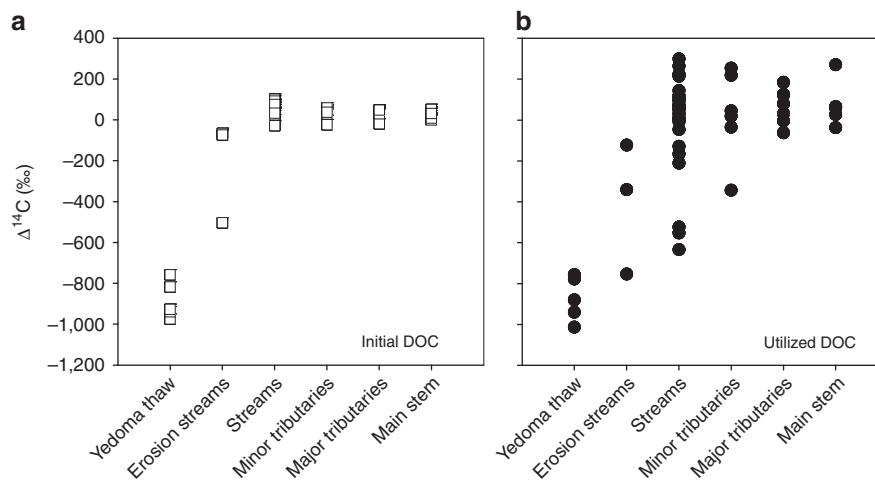 a
b
400
200
0
−200
−400
−600
−800
−1,000
−1,200
Δ¹⁴C (‰)
Initial DOC
Utilized DOC
Yedoma thaw
Erosion streams
Streams
Minor tributaries
Major tributaries
Main stem
Yedoma thaw
Erosion streams
Streams
Minor tributaries
Major tributaries
Main stem